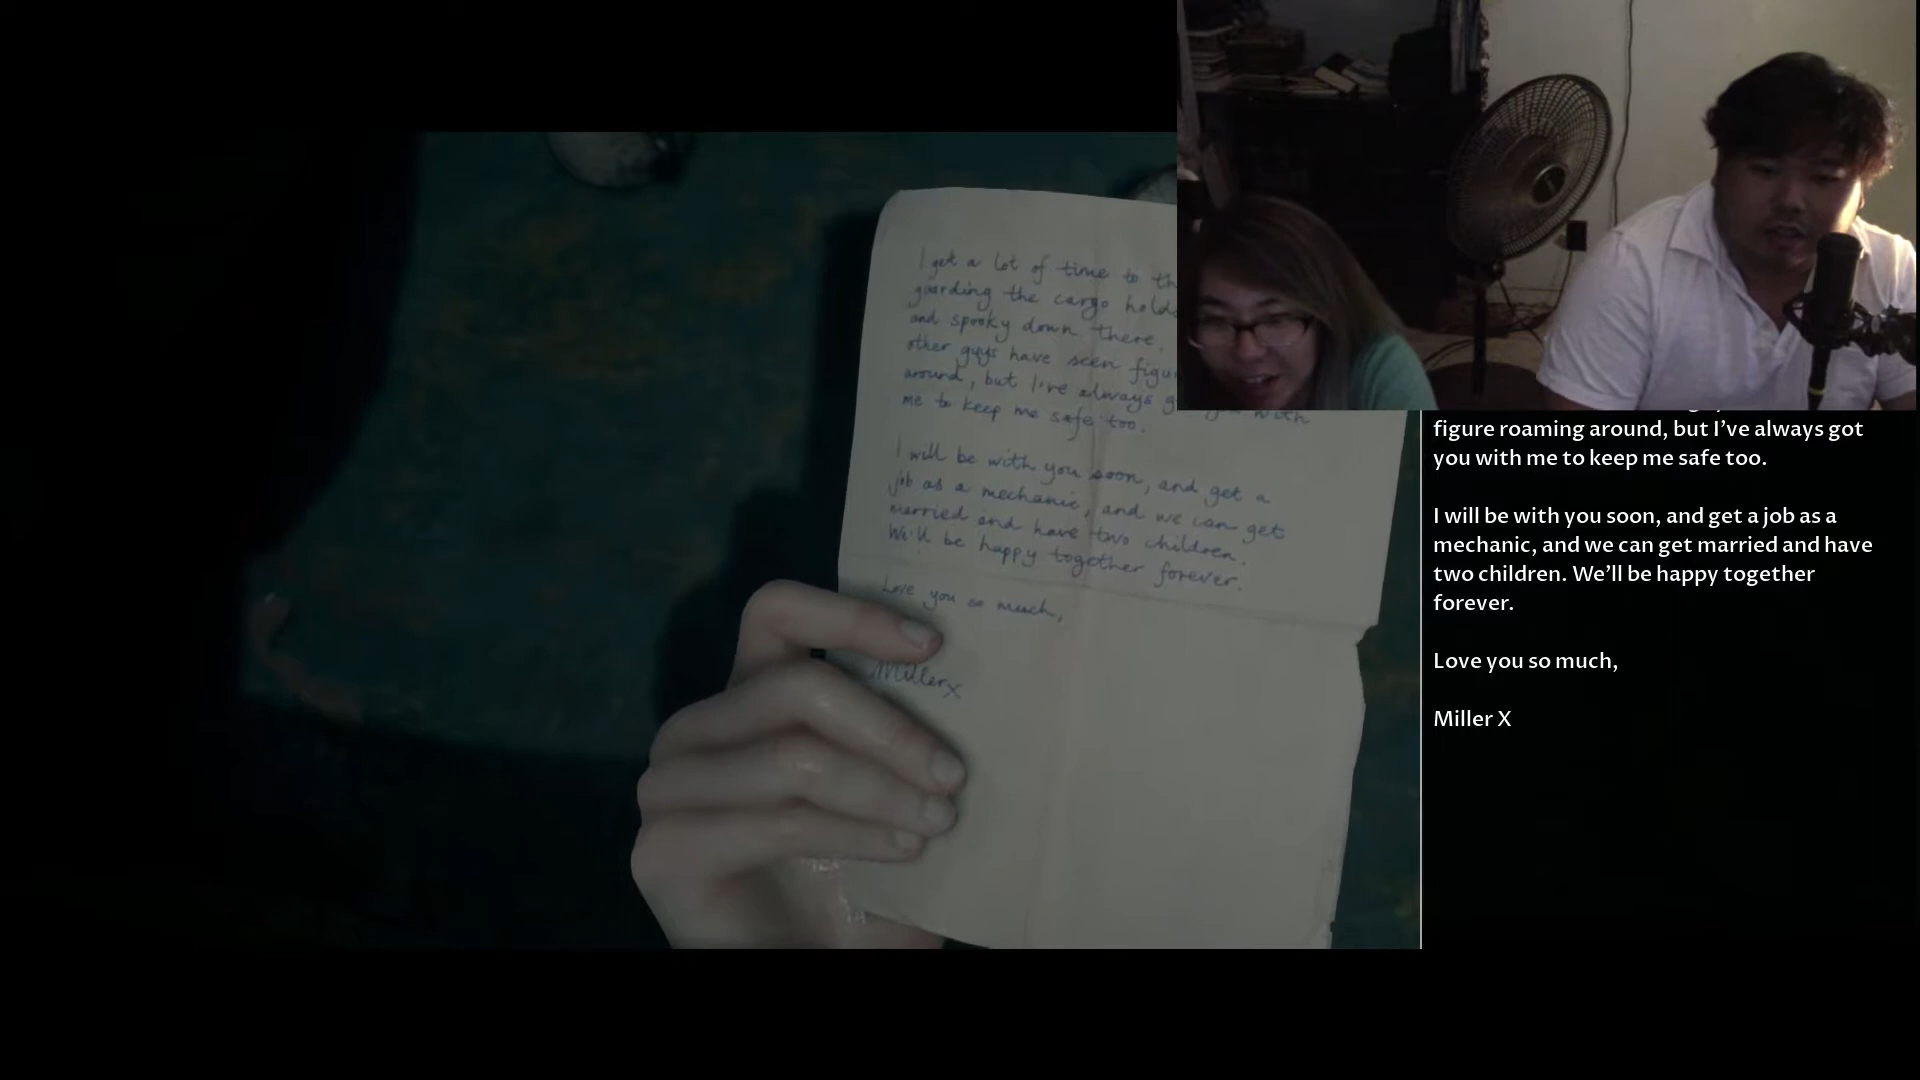 I get a lot of time to
guarding the cargo holds
and spooky down there.
other guys have seen
around, but I've always with
me to keep me safe too.
I will be with you soon, and get a
job as a mechanic, and we can get
married and have two children.
We'll be happy together forever.
Love you so much,
Miller x
figure roaming around, but I've always got
you with me to keep me safe too.
I will be with you soon, and get a job as a
mechanic, and we can get married and have
two children. We'll be happy together
forever.
Love you so much,
Miller X